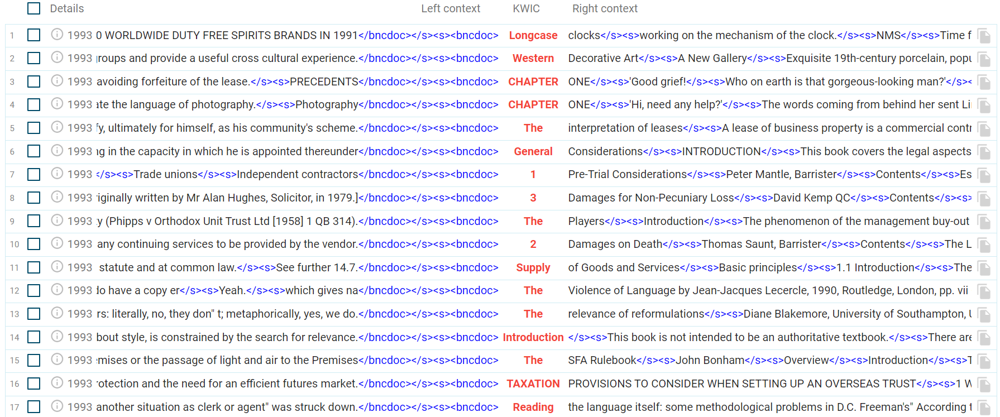 Details Left context KWIC Right context
1 1993 0 WORLDWIDE DUTY FREE SPIRITS BRANDS IN 1991</bncdoc></s><s><bncdoc> Longcase clocks</s><s>working on the mechanism of the clock.</s><s>NMS</s><s>Time f
2 1993 groups and provide a useful cross cultural experience.</bncdoc></s><s><bncdoc> Western Decorative Art</s><s>A New Gallery</s><s>Exquisite 19th-century porcelain, popu
3 1993 avoiding forfeiture of the lease.</s><s>PRECEDENTS</bncdoc></s><s><bncdoc> CHAPTER ONE</s><s>'Good grief!</s><s>Who on earth is that gorgeous-looking man?'</s><
4 1993 ate the language of photography.</s><s>Photography</bncdoc></s><s><bncdoc> CHAPTER ONE</s><s>'Hi, need any help?'</s><s>The words coming from behind her sent Li
5 1993 fy, ultimately for himself, as his community's scheme.</bncdoc></s><s><bncdoc> The interpretation of leases</s><s>A lease of business property is a commercial contr
6 1993 ng in the capacity in which he is appointed thereunder</bncdoc></s><s><bncdoc> General Considerations</s><s>INTRODUCTION</s><s>This book covers the legal aspects
7 1993 </s><s>Trade unions</s><s>Independent contractors</bncdoc></s><s><bncdoc> 1 Pre-Trial Considerations</s><s>Peter Mantle, Barrister</s><s>Contents</s><s>Es
8 1993 riginally written by Mr Alan Hughes, Solicitor, in 1979.]</bncdoc></s><s><bncdoc> 3 Damages for Non-Pecuniary Loss</s><s>David Kemp QC</s><s>Contents</s><s>
9 1993 y (Phipps v Orthodox Unit Trust Ltd [1958] 1 QB 314).</bncdoc></s><s><bncdoc> The Players</s><s>Introduction</s><s>The phenomenon of the management buy-out
10 1993 any continuing services to be provided by the vendor.</bncdoc></s><s><bncdoc> 2 Damages on Death</s><s>Thomas Saunt, Barrister</s><s>Contents</s><s>The L
11 1993 statute and at common law.</s><s>See further 14.7.</bncdoc></s><s><bncdoc> Supply of Goods and Services</s><s>Basic principles</s><s>1.1 Introduction</s><s>The
12 1993 do have a copy er</s><s>Yeah.</s><s>which gives na</bncdoc></s><s><bncdoc> The Violence of Language by Jean-Jacques Lecercle, 1990, Routledge, London, pp. vii
13 1993 rs: literally, no, they don" t; metaphorically, yes, we do.</bncdoc></s><s><bncdoc> The relevance of reformulations</s><s>Diane Blakemore, University of Southampton, U
14 1993 bout style, is constrained by the search for relevance.</bncdoc></s><s><bncdoc> Introduction </s><s>This book is not intended to be an authoritative textbook.</s><s>There are
15 1993 emises or the passage of light and air to the Premises</bncdoc></s><s><bncdoc> The SFA Rulebook</s><s>John Bonham</s><s>Overview</s><s>Introduction</s><s>T
16 1993 rotection and the need for an efficient futures market.</bncdoc></s><s><bncdoc> TAXATION PROVISIONS TO CONSIDER WHEN SETTING UP AN OVERSEAS TRUST</s><s>1 W
17 1993 another situation as clerk or agent" was struck down.</bncdoc></s><s><bncdoc> Reading the language itself: some methodological problems in D.C. Freeman's" According t